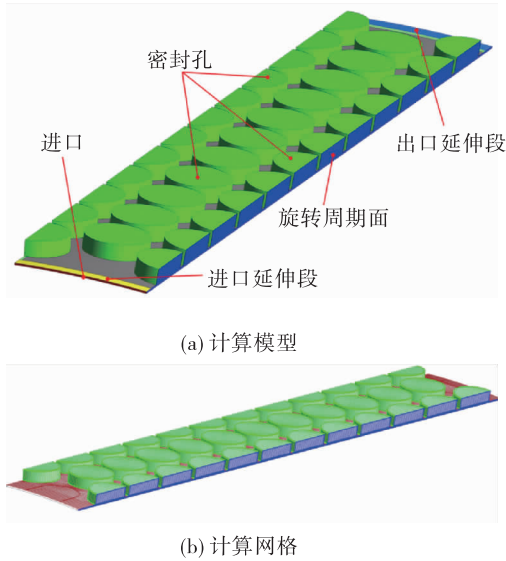 密封孔
进口
出口延伸段
旋转周期面
进口延伸段
(a)计算模型
(b)计算网格